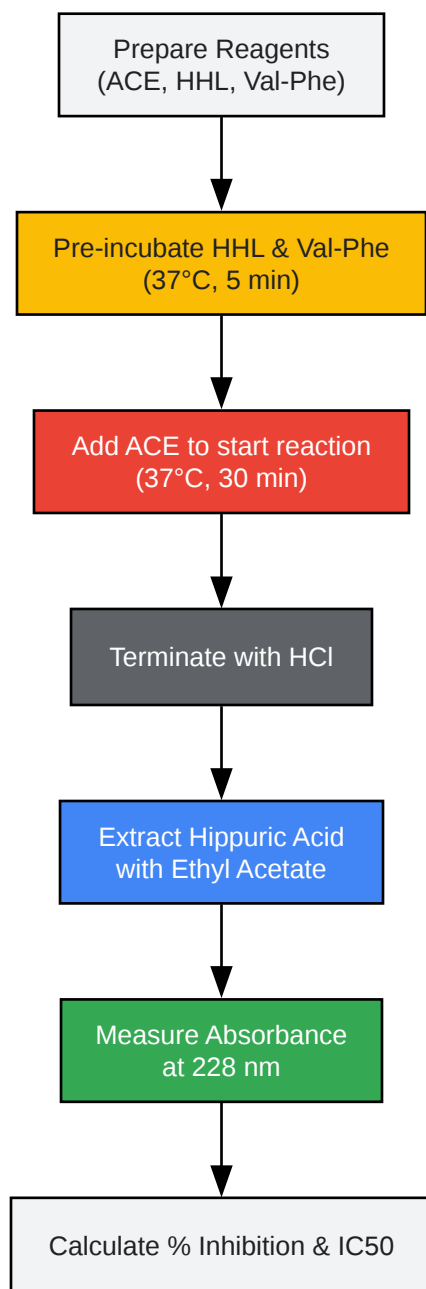 Prepare Reagents
(ACE, HHL, Val-Phe)
Pre-incubate HHL & Val-Phe
(37°C, 5 min)
Add ACE to start reaction
(37°C, 30 min)
Terminate with HCl
Extract Hippuric Acid
with Ethyl Acetate
Measure Absorbance
at 228 nm
Calculate % Inhibition & IC50